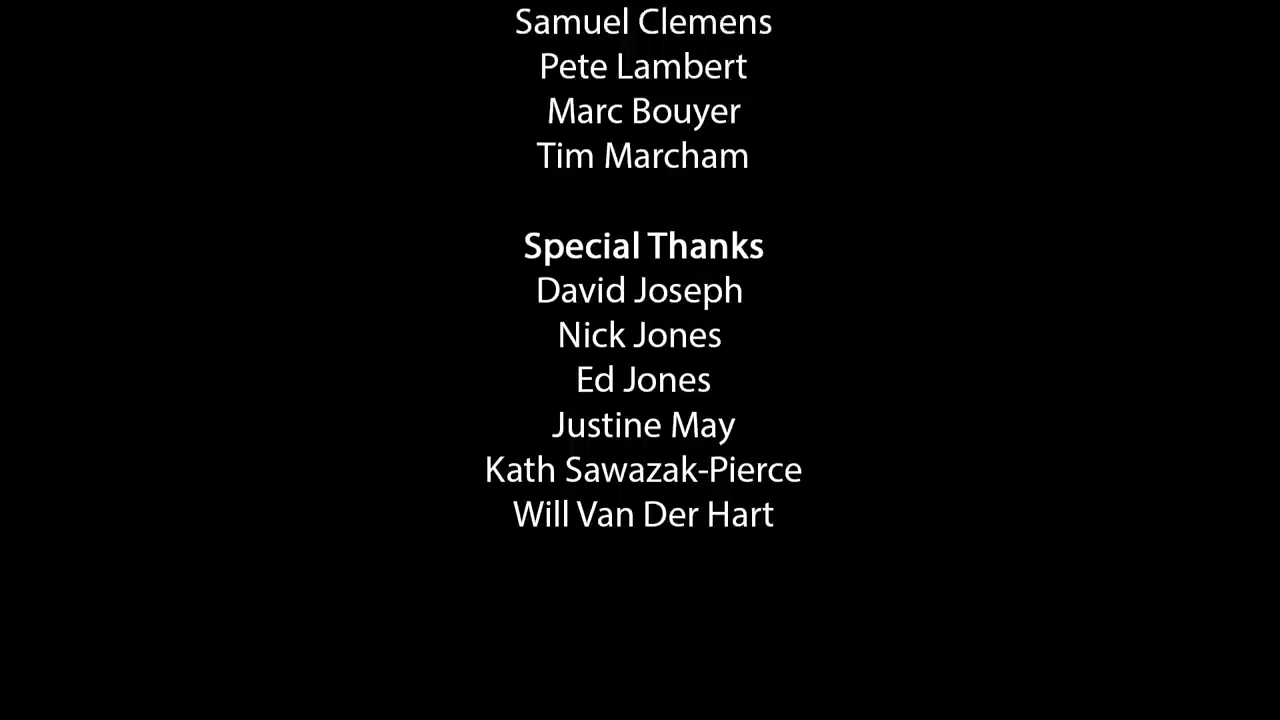 Samuel Clemens
Pete Lambert
Marc Bouyer
Tim Marcham
Special Thanks
David Joseph
Nick Jones
Ed Jones
Justine May
Kath Sawazak-Pierce
Will Van Der Hart